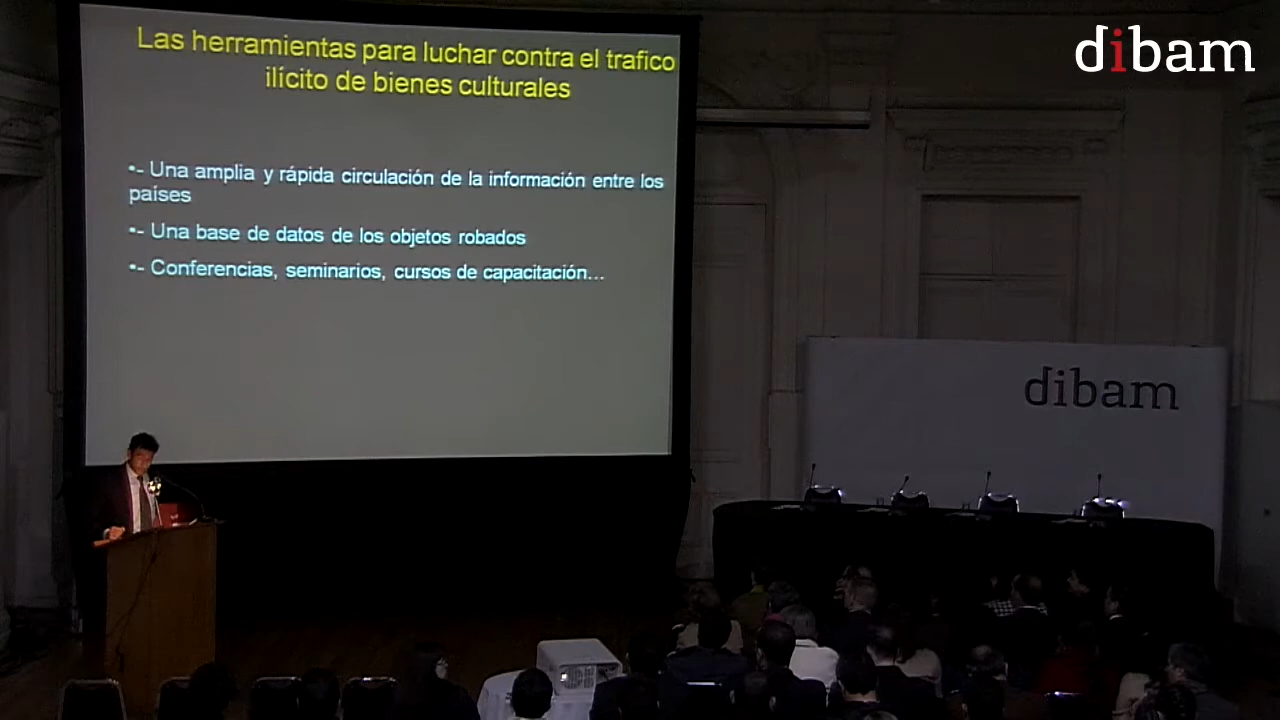 Las herramientas para luchar contra el trafico
ilícito de bienes culturales
•- Una amplia y rápida circulación de la información entre los
países
•- Una base de datos de los objetos robados
•- Conferencias, seminarios, cursos de capacitación...
dibam
dibam